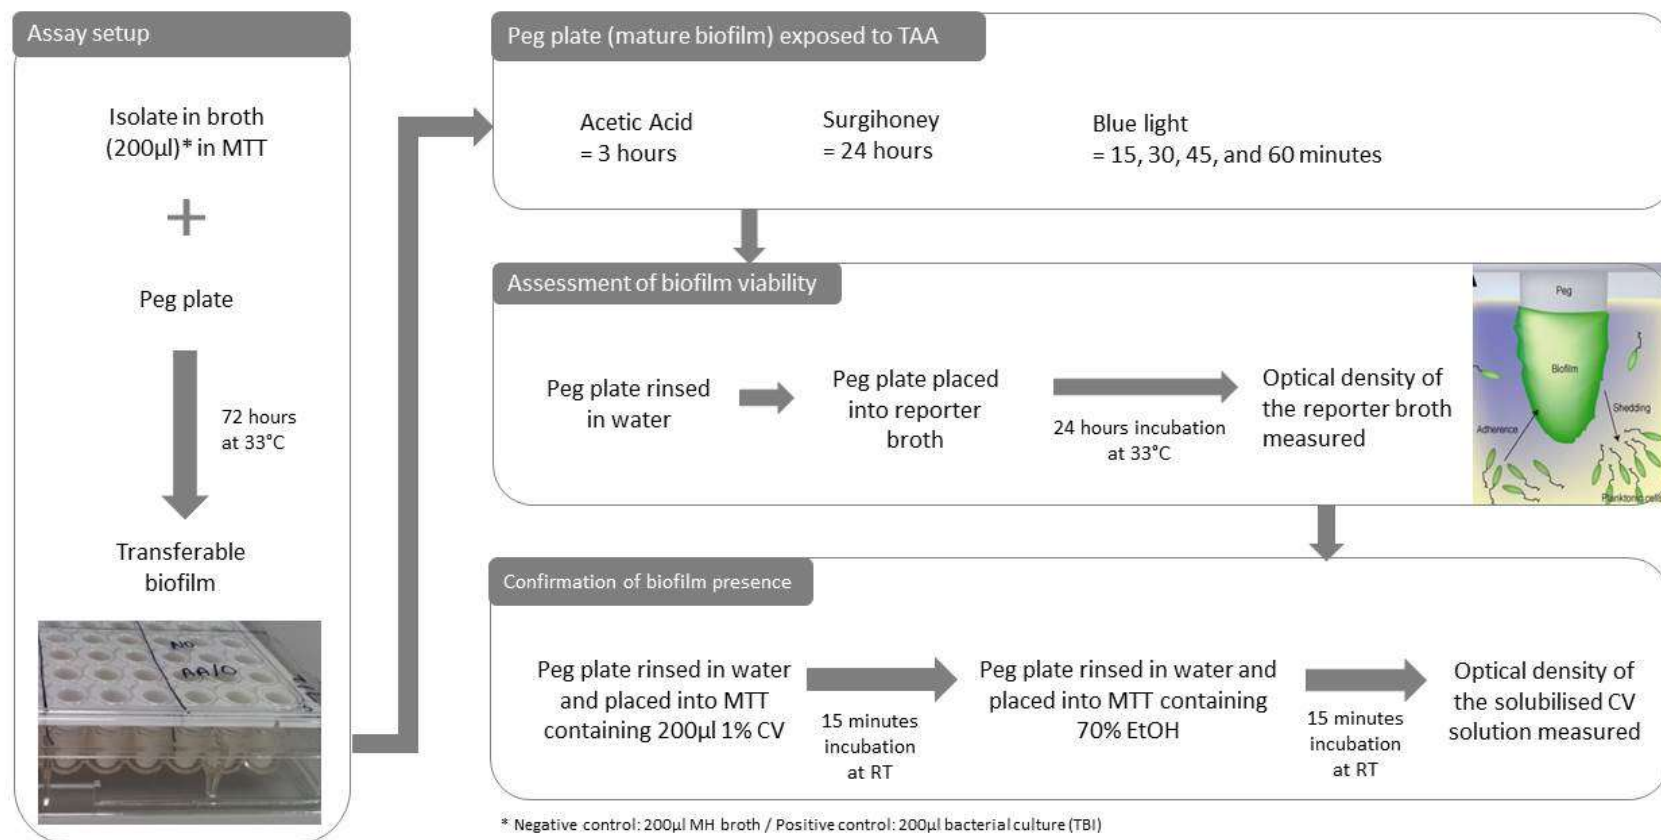 Assay setup
Isolate in broth
(200µl)* in MTT
Peg plate
72 hours
at 33°C
Transferable
biofilm
NO
AA/O
Peg plate (mature biofilm) exposed to TAA
Acetic Acid
= 3 hours
Surgihoney
= 24 hours
Blue light
= 15, 30, 45, and 60 minutes
Assessment of biofilm viability
Peg plate rinsed
in water
Peg plate placed
into reporter
broth
24 hours incubation
at 33°C
Optical density of
the reporter broth
measured
Peg
Biofilm
Adherence
Shedding
Planktonic cells
Confirmation of biofilm presence
Peg plate rinsed in water
and placed into MTT
containing 200µl 1% CV
15 minutes
incubation
at RT
Peg plate rinsed in water and
placed into MTT containing
70% EtOH
15 minutes
incubation
at RT
Optical density of
the solubilised CV
solution measured
* Negative control: 200µl MH broth / Positive control: 200µl bacterial culture (TBI)